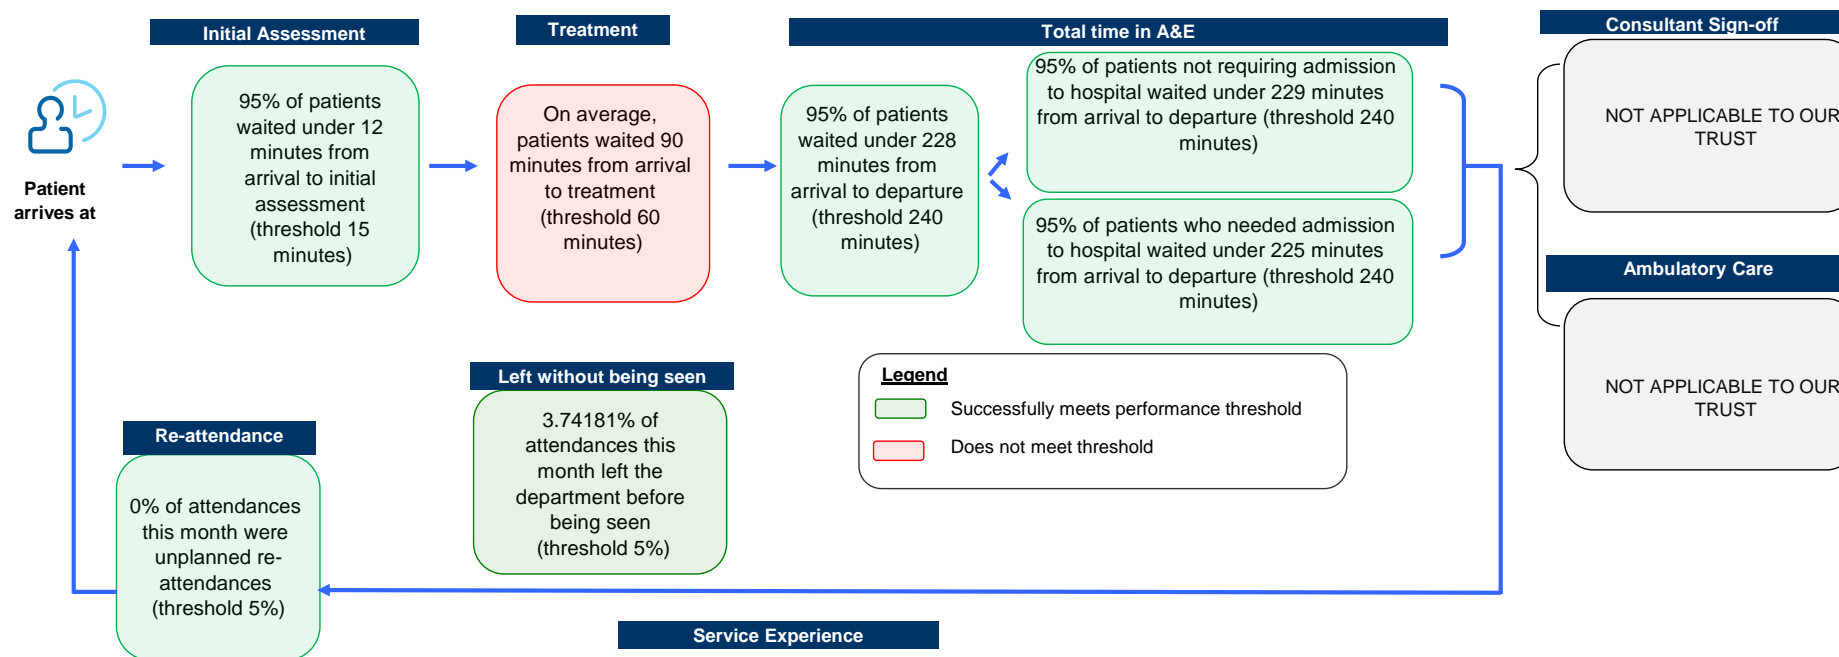 Initial Assessment
95% of patients
waited under 12
minutes from
arrival to initial
assessment
(threshold 15
minutes)
Treatment
On average,
patients waited 90
minutes from arrival
to treatment
(threshold 60
minutes)
Total time in A&E
95% of patients
waited under 228
minutes from
arrival to departure
(threshold 240
minutes)
95% of patients not requiring admission
to hospital waited under 229 minutes
from arrival to departure (threshold 240
minutes)
95% of patients who needed admission
to hospital waited under 225 minutes
from arrival to departure (threshold 240
minutes)
Consultant Sign-off
NOT APPLICABLE TO OUR
TRUST
Ambulatory Care
NOT APPLICABLE TO OUR
TRUST
Patient
arrives at
Left without being seen
3.74181% of
attendances this
month left the
department before
being seen
(threshold 5%)
Legend
Successfully meets performance threshold
Does not meet threshold
Re-attendance
0% of attendances
this month were
unplanned re-
attendances
(threshold 5%)
Service Experience